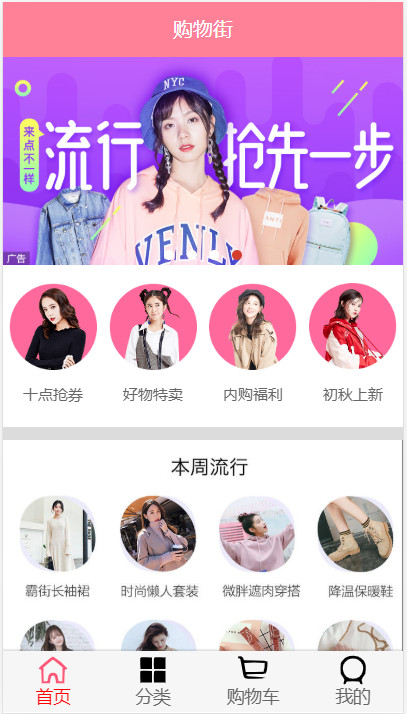 购物街
来点不一样
流行 抢先一步
NYC
VENLY
广告
十点抢券 好物特卖 内购福利 初秋上新
本周流行
霸街长袖裙 时尚懒人套装 微胖遮肉穿搭 降温保暖鞋
首页 分类 购物车 我的